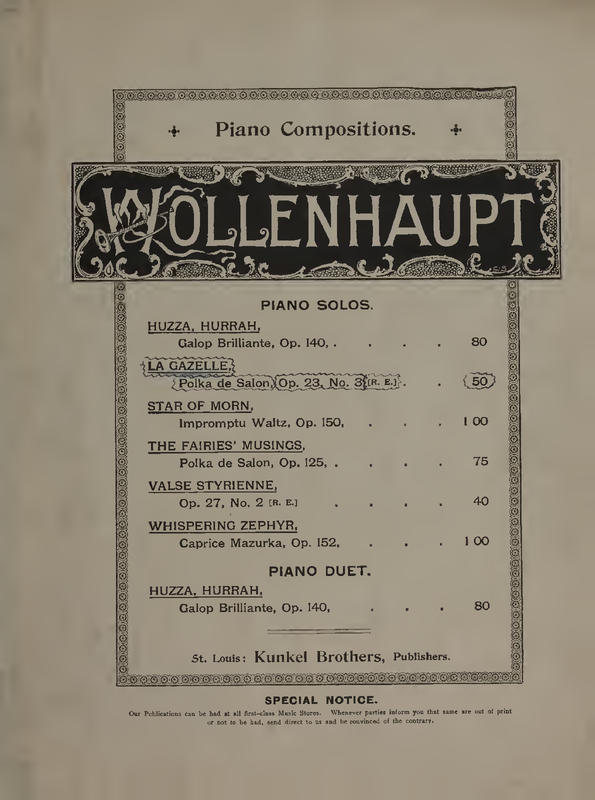 Piano Compositions.
WOLLENHAUPT
PIANO SOLOS.
HUZZA, HURRAH,
Galop Brilliante, Op. 140, . . . . 80
LA GAZELLE,
Polka de Salon, Op. 23, No. 3 [R. E.] . . 50
STAR OF MORN,
Impromptu Waltz, Op. 150, . . . 1 00
THE FAIRIES' MUSINGS,
Polka de Salon, Op. 125, . . . . 75
VALSE STYRIENNE,
Op. 27, No. 2 [R. E.] . . . . 40
WHISPERING ZEPHYR,
Caprice Mazurka, Op. 152, . . . 1 00
PIANO DUET.
HUZZA, HURRAH,
Galop Brilliante, Op. 140, . . . 80
St. Louis: Kunkel Brothers, Publishers.
SPECIAL NOTICE.
Our Publications can be had at all first-class Music Stores. Whenever parties inform you that same are out of print
or not to be had, send direct to us and be convinced of the contrary.